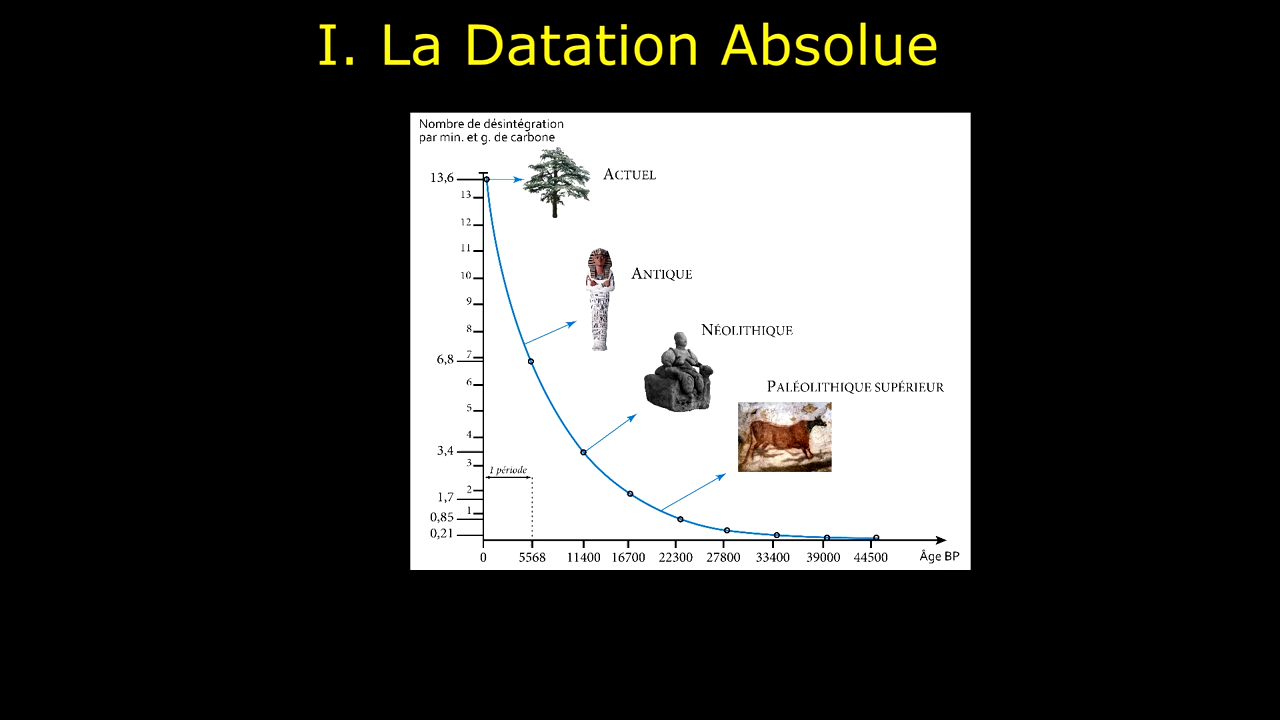 I. La Datation Absolue
Nombre de désintégration
par min. et g. de carbone
13,6
13
12
11
10
9
8
7
6,8
6
5
4
3,4
3
2
1,7
1
0,85
0,21
ACTUEL
ANTIQUE
NÉOLITHIQUE
PALÉOLITHIQUE SUPÉRIEUR
1 période
0 5568 11400 16700 22300 27800 33400 39000 44500 Âge BP